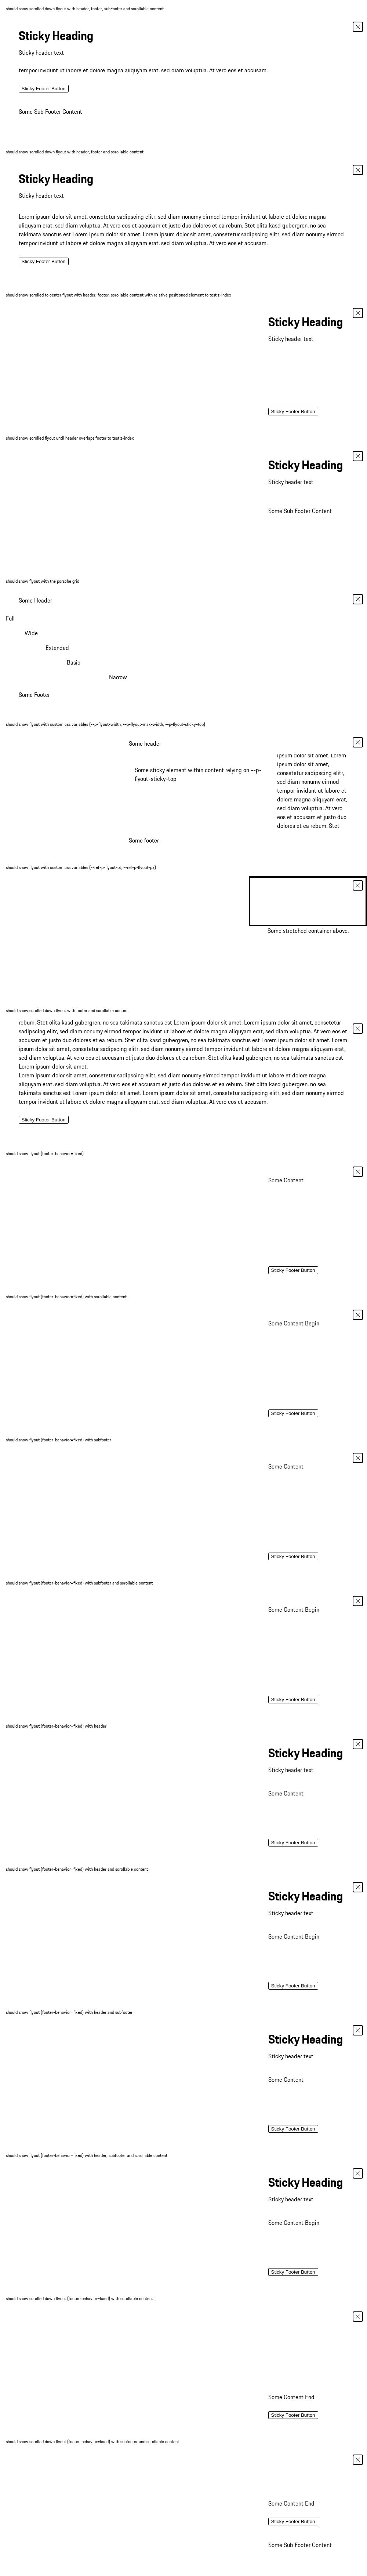 should show scrolled down flyout with header, footer, subFooter and scrollable content
Sticky Heading
Sticky header text
tempor invidunt ut labore et dolore magna aliquyam erat, sed diam voluptua. At vero eos et accusam.
Sticky Footer Button
Some Sub Footer Content
should show scrolled down flyout with header, footer and scrollable content
Sticky Heading
Sticky header text
Lorem ipsum dolor sit amet, consetetur sadipscing elitr, sed diam nonumy eirmod tempor invidunt ut labore et dolore magna
aliquyam erat, sed diam voluptua. At vero eos et accusam et justo duo dolores et ea rebum. Stet clita kasd gubergren, no sea
takimata sanctus est Lorem ipsum dolor sit amet. Lorem ipsum dolor sit amet, consetetur sadipscing elitr, sed diam nonumy eirmod
tempor invidunt ut labore et dolore magna aliquyam erat, sed diam voluptua. At vero eos et accusam.
Sticky Footer Button
should show scrolled to center flyout with header, footer, scrollable content with relative positioned element to test z-index
Sticky Heading
Sticky header text
Sticky Footer Button
should show scrolled flyout until header overlaps footer to test z-index
Sticky Heading
Sticky header text
Some Sub Footer Content
should show flyout with the porsche grid
Some Header
Full
Wide
Extended
Basic
Narrow
Some Footer
should show flyout with custom css variables (--p-flyout-width, --p-flyout-max-width, --p-flyout-sticky-top)
Some header
Some sticky element within content relying on --p-
flyout-sticky-top
ipsum dolor sit amet. Lorem
ipsum dolor sit amet,
consetetur sadipscing elitr,
sed diam nonumy eirmod
tempor invidunt ut labore et
dolore magna aliquyam erat,
sed diam voluptua. At vero
eos et accusam et justo duo
dolores et ea rebum. Stet
Some footer
should show flyout with custom css variables (--ref-p-flyout-pt, --ref-p-flyout-px)
Some stretched container above.
should show scrolled down flyout with footer and scrollable content
rebum. Stet clita kasd gubergren, no sea takimata sanctus est Lorem ipsum dolor sit amet. Lorem ipsum dolor sit amet, consetetur
sadipscing elitr, sed diam nonumy eirmod tempor invidunt ut labore et dolore magna aliquyam erat, sed diam voluptua. At vero eos et
accusam et justo duo dolores et ea rebum. Stet clita kasd gubergren, no sea takimata sanctus est Lorem ipsum dolor sit amet. Lorem
ipsum dolor sit amet, consetetur sadipscing elitr, sed diam nonumy eirmod tempor invidunt ut labore et dolore magna aliquyam erat, sed
diam voluptua. At vero eos et accusam et justo duo dolores et ea rebum. Stet clita kasd gubergren, no sea takimata sanctus est
Lorem ipsum dolor sit amet.
Lorem ipsum dolor sit amet, consetetur sadipscing elitr, sed diam nonumy eirmod tempor invidunt ut labore et dolore magna
aliquyam erat, sed diam voluptua. At vero eos et accusam et justo duo dolores et ea rebum. Stet clita kasd gubergren, no sea
takimata sanctus est Lorem ipsum dolor sit amet. Lorem ipsum dolor sit amet, consetetur sadipscing elitr, sed diam nonumy eirmod
tempor invidunt ut labore et dolore magna aliquyam erat, sed diam voluptua. At vero eos et accusam.
Sticky Footer Button
should show flyout (footer-behavior=fixed)
Some Content
Sticky Footer Button
should show flyout (footer-behavior=fixed) with scrollable content
Some Content Begin
Sticky Footer Button
should show flyout (footer-behavior=fixed) with subfooter
Some Content
Sticky Footer Button
should show flyout (footer-behavior=fixed) with subfooter and scrollable content
Some Content Begin
Sticky Footer Button
should show flyout (footer-behavior=fixed) with header
Sticky Heading
Sticky header text
Some Content
Sticky Footer Button
should show flyout (footer-behavior=fixed) with header and scrollable content
Sticky Heading
Sticky header text
Some Content Begin
Sticky Footer Button
should show flyout (footer-behavior=fixed) with header and subfooter
Sticky Heading
Sticky header text
Some Content
Sticky Footer Button
should show flyout (footer-behavior=fixed) with header, subfooter and scrollable content
Sticky Heading
Sticky header text
Some Content Begin
Sticky Footer Button
should show scrolled down flyout (footer-behavior=fixed) with scrollable content
Some Content End
Sticky Footer Button
should show scrolled down flyout (footer-behavior=fixed) with subfooter and scrollable content
Some Content End
Sticky Footer Button
Some Sub Footer Content